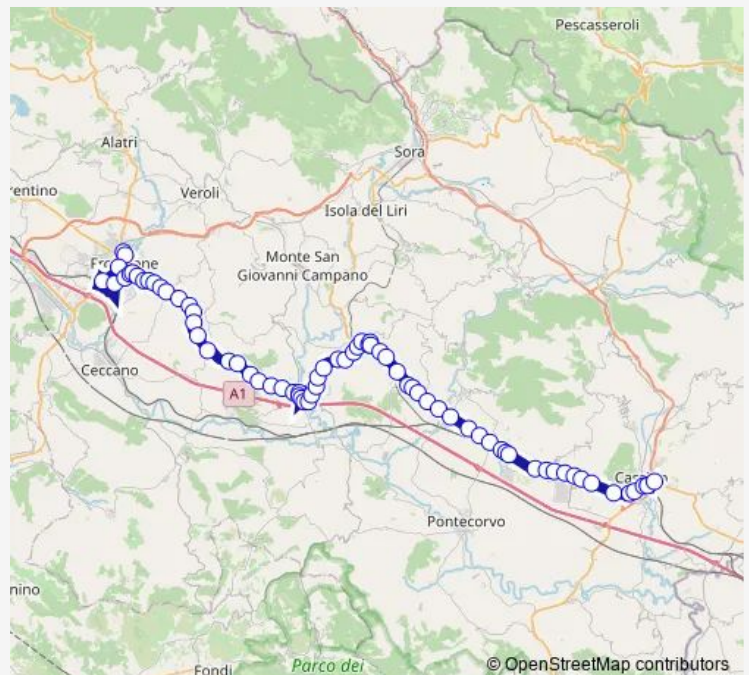 Pescasseroli
Alatri
Sora
rentino
Veroli
Isola del Liri
Monte San
Giovanni Campano
Ceccano
A1
Pontecorvo
nino
Fondi
Parco dei
© OpenStreetMap contributors